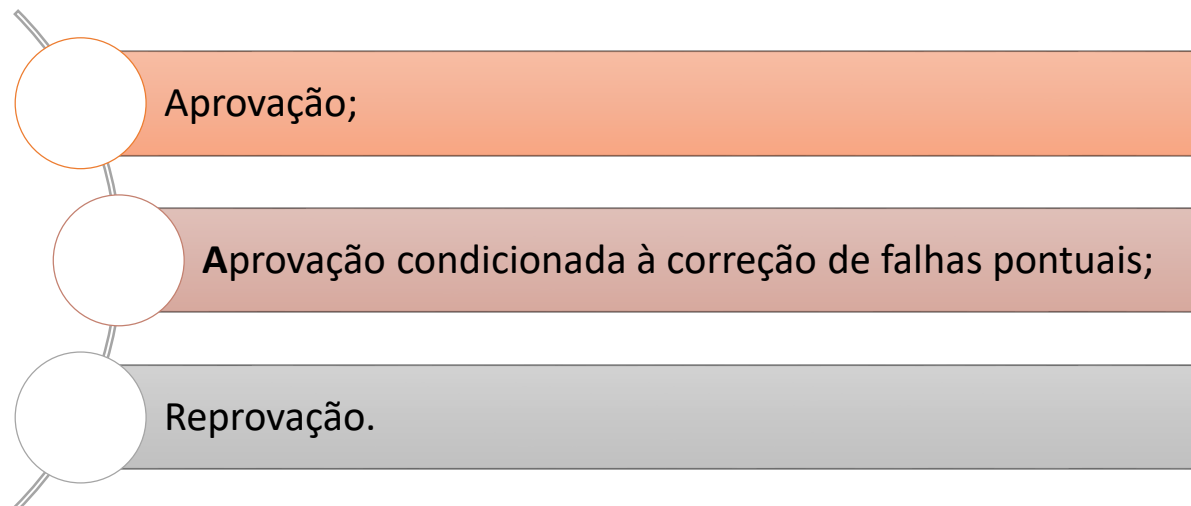 Aprovação;
Aprovação condicionada à correção de falhas pontuais;
Reprovação.